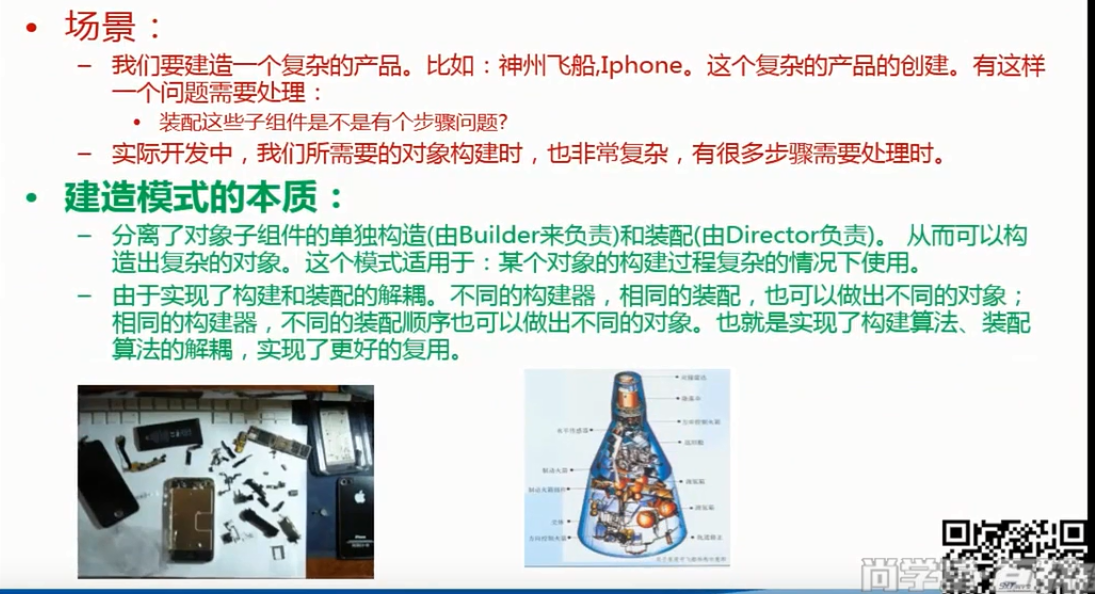 • 场景：
– 我们要建造一个复杂的产品。比如：神州飞船,Iphone。这个复杂的产品的创建。有这样
一个问题需要处理：
• 装配这些子组件是不是有个步骤问题?
– 实际开发中，我们所需要的对象构建时，也非常复杂，有很多步骤需要处理时。
• 建造模式的本质：
– 分离了对象子组件的单独构造(由Builder来负责)和装配(由Director负责)。 从而可以构
造出复杂的对象。这个模式适用于：某个对象的构建过程复杂的情况下使用。
– 由于实现了构建和装配的解耦。不同的构建器，相同的装配，也可以做出不同的对象；
相同的构建器，不同的装配顺序也可以做出不同的对象。也就是实现了构建算法、装配
算法的解耦，实现了更好的复用。
制动火箭
尚学